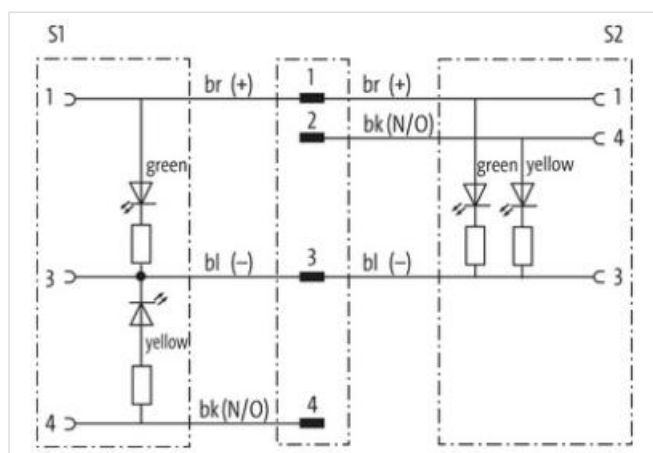 S1 S2
1 br (+) 1 br (+) 1
2 bk(N/O) 4
green green yellow
3 bl (–) 3 bl (–) 3
yellow
4 bk(N/O) 4